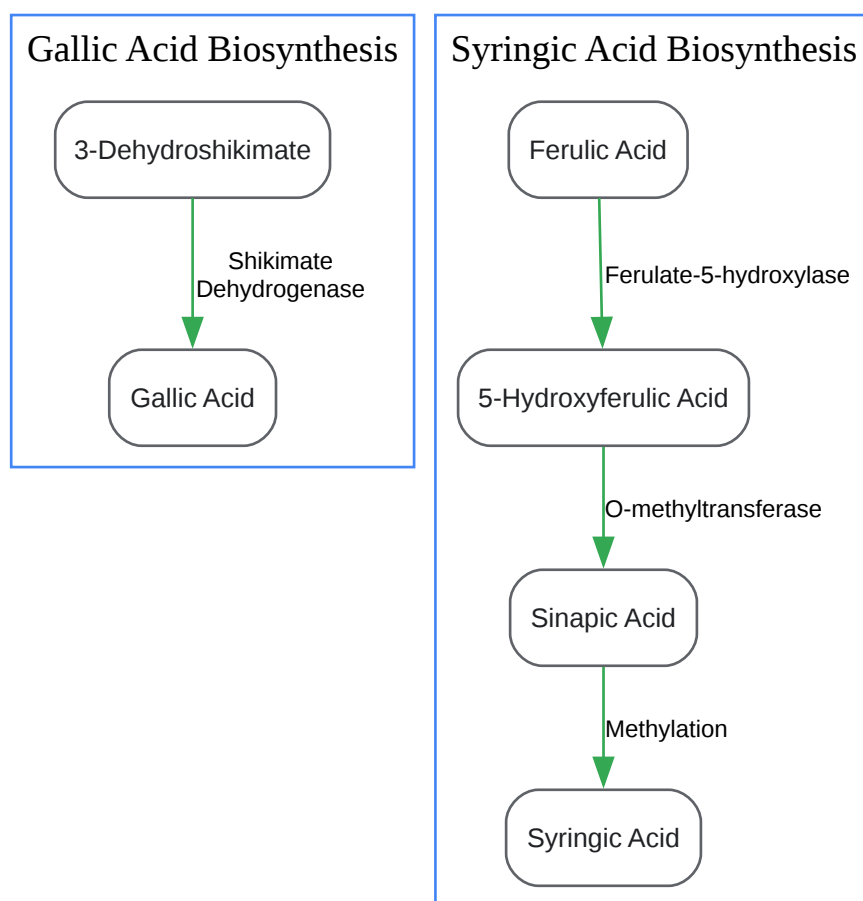 Gallic Acid Biosynthesis
3-Dehydroshikimate
Shikimate
Dehydrogenase
Gallic Acid
Syringic Acid Biosynthesis
Ferulic Acid
Ferulate-5-hydroxylase
5-Hydroxyferulic Acid
O-methyltransferase
Sinapic Acid
Methylation
Syringic Acid